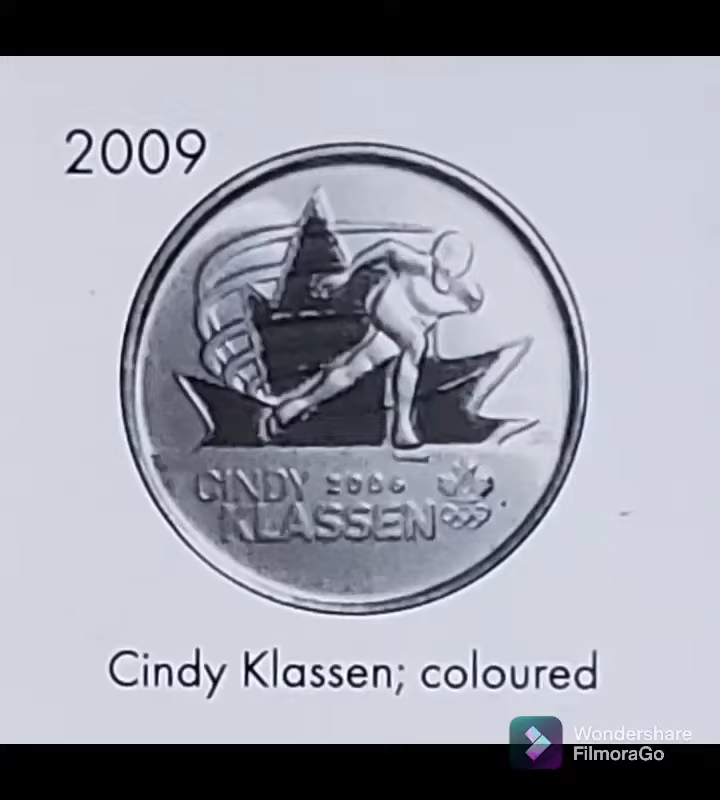 2009
CINDY 2006
KLASSEN
Cindy Klassen; coloured
Wondershare
FilmoraGo